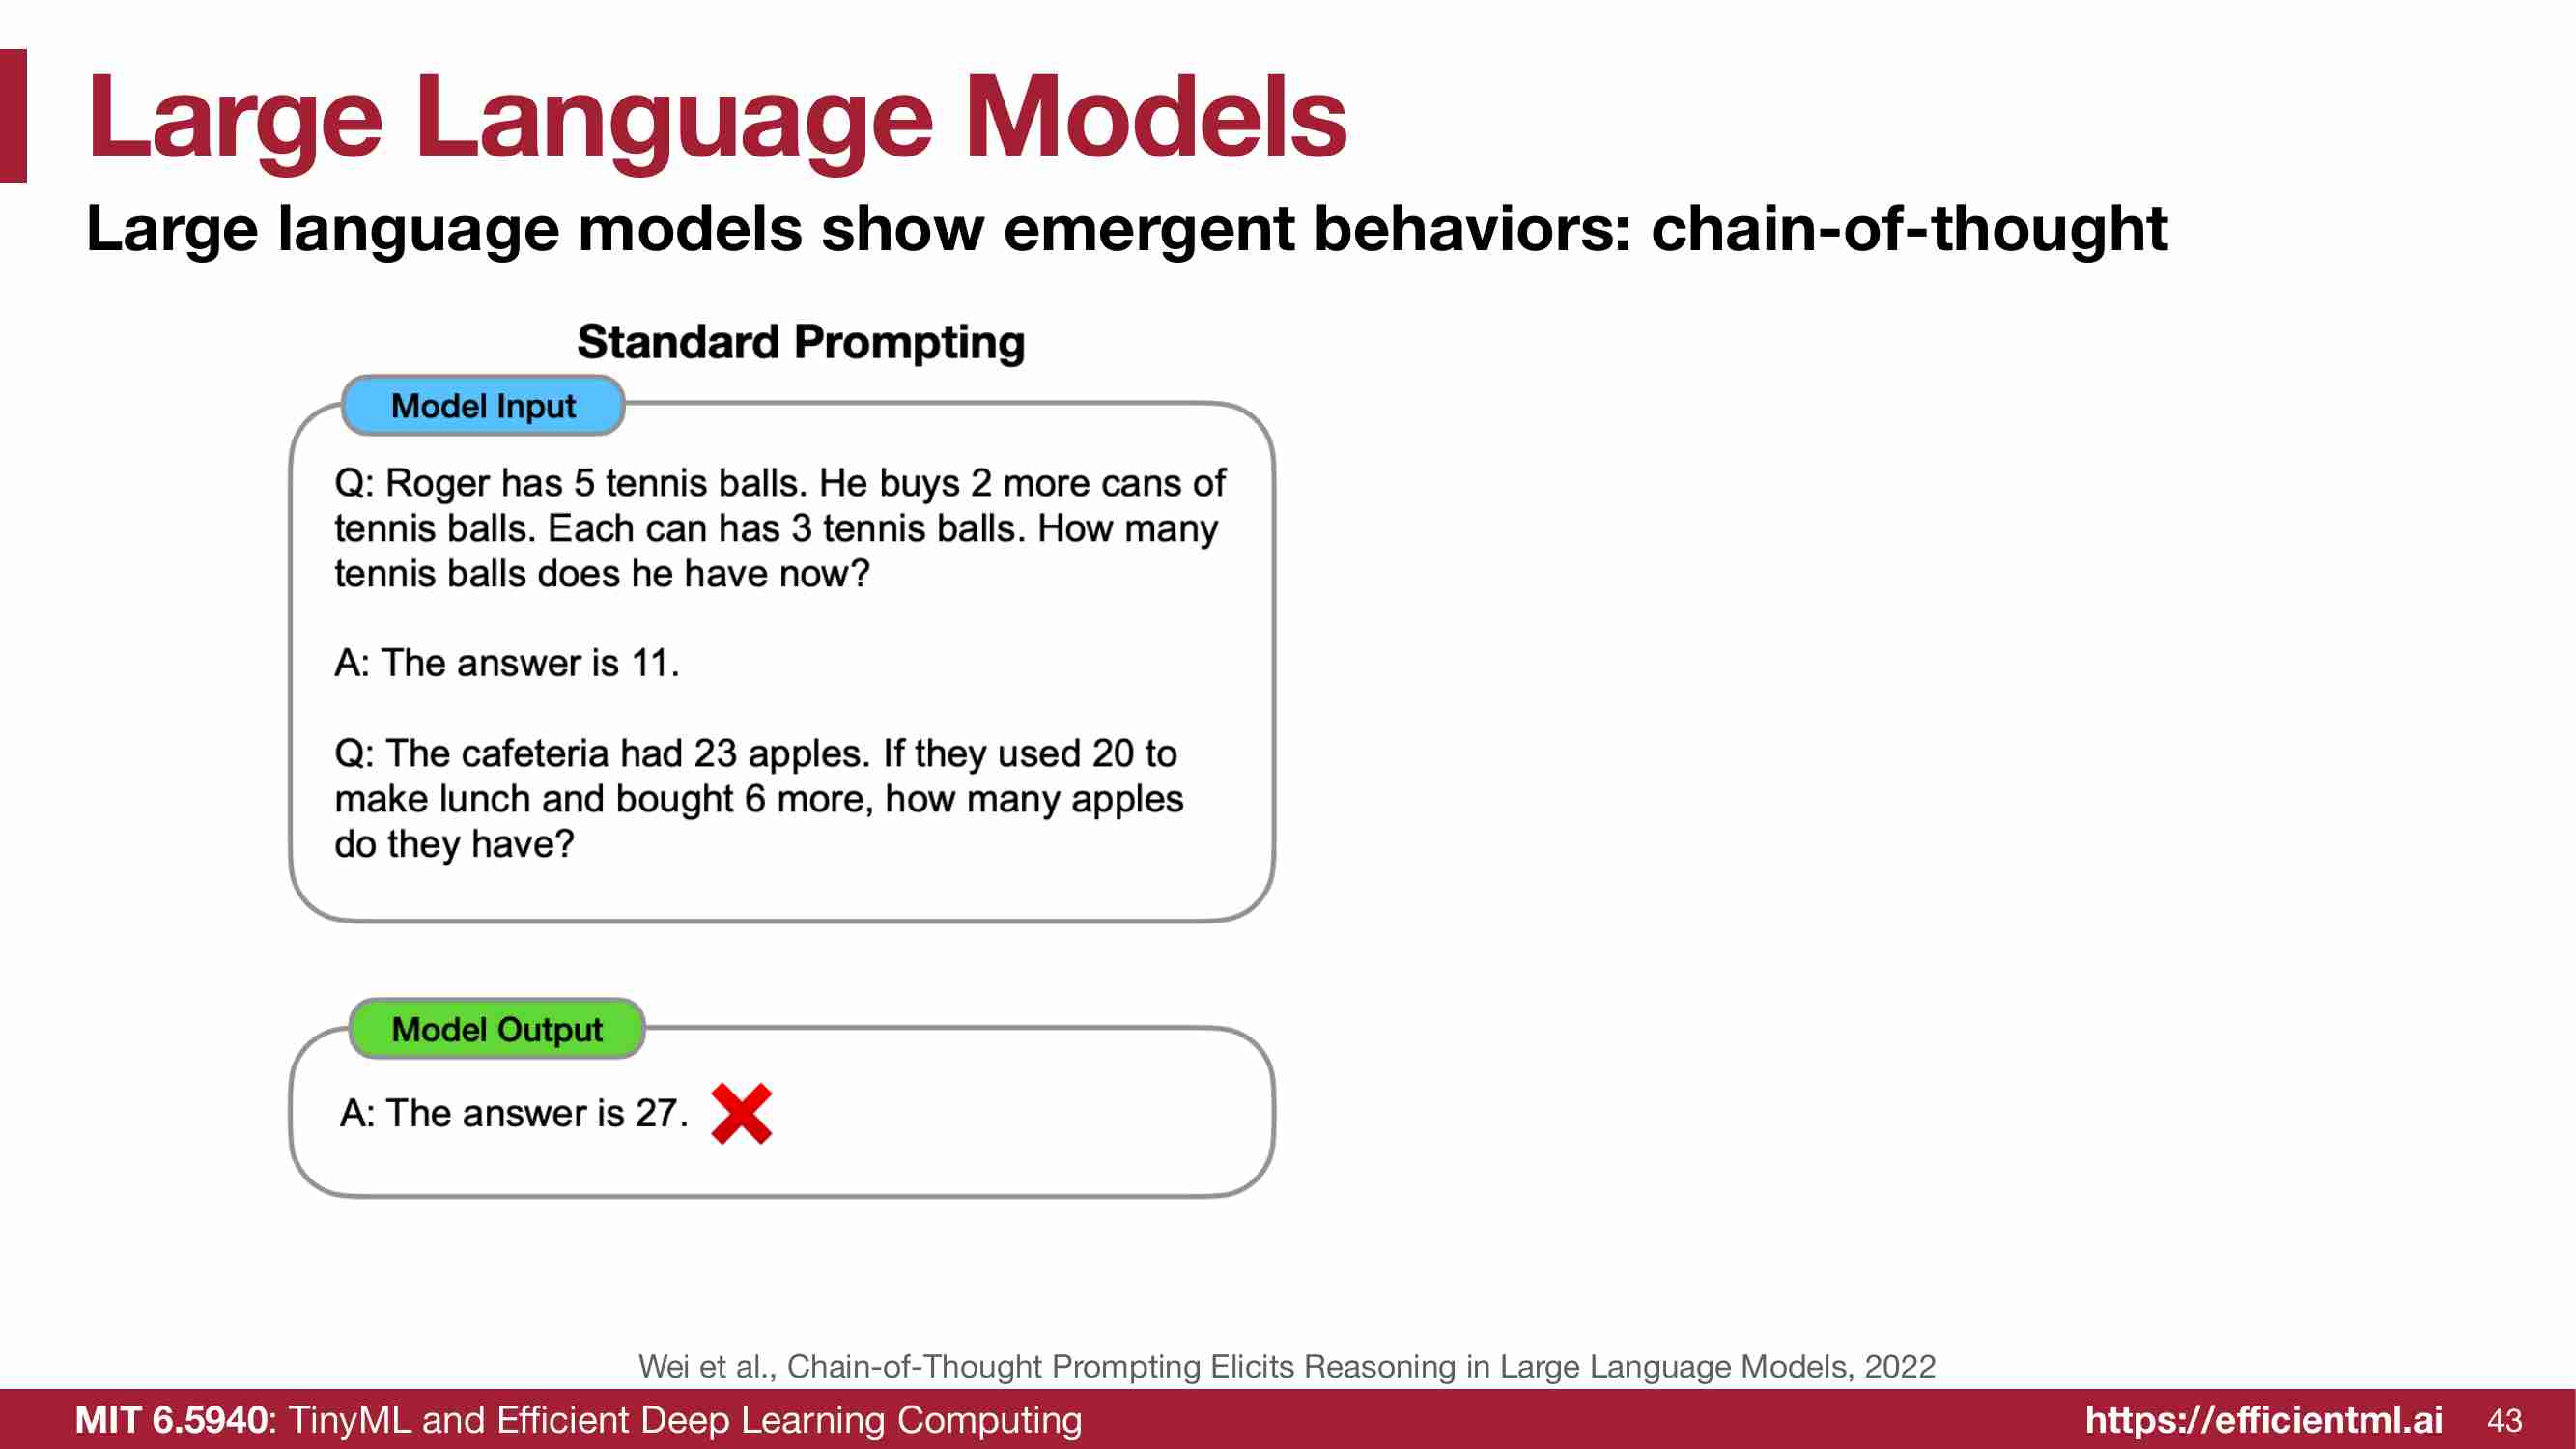 Large Language Models
Large language models show emergent behaviors: chain-of-thought
Standard Prompting
Model Input
Q: Roger has 5 tennis balls. He buys 2 more cans of
tennis balls. Each can has 3 tennis balls. How many
tennis balls does he have now?
A: The answer is 11.
Q: The cafeteria had 23 apples. If they used 20 to
make lunch and bought 6 more, how many apples
do they have?
Model Output
A: The answer is 27.
Wei et al., Chain-of-Thought Prompting Elicits Reasoning in Large Language Models, 2022
MIT 6.5940: TinyML and Efficient Deep Learning Computing
https://efficientml.ai 43